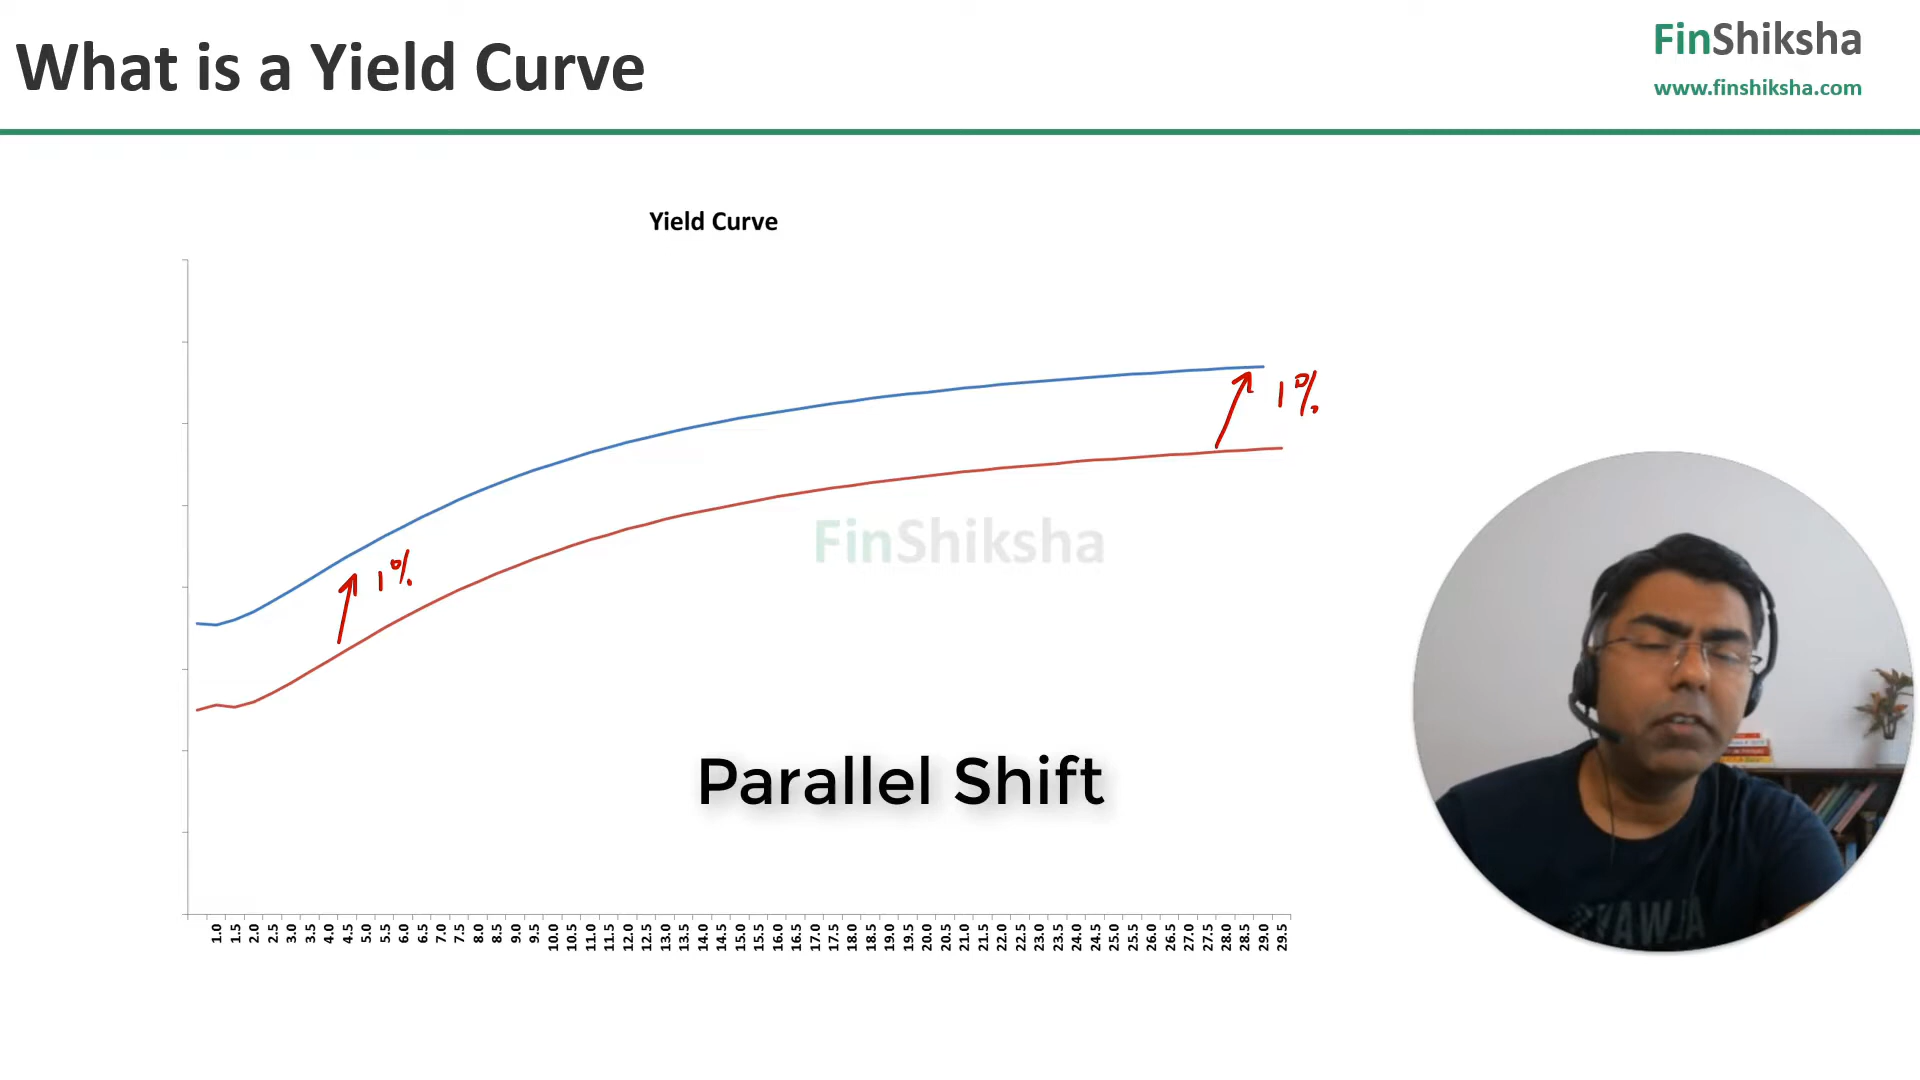 What is a Yield Curve
FinShiksha
www.finshiksha.com
Yield Curve
1%
1%
FinShiksha
Parallel Shift
1.0 1.5 2.0 2.5 3.0 3.5 4.0 4.5 5.0 5.5 6.0 6.5 7.0 7.5 8.0 8.5 9.0 9.5 10.0 10.5 11.0 11.5 12.0 12.5 13.0 13.5 14.0 14.5 15.0 15.5 16.0 16.5 17.0 17.5 18.0 18.5 19.0 19.5 20.0 20.5 21.0 21.5 22.0 22.5 23.0 23.5 24.0 24.5 25.0 25.5 26.0 26.5 27.0 27.5 28.0 28.5 29.0 29.5